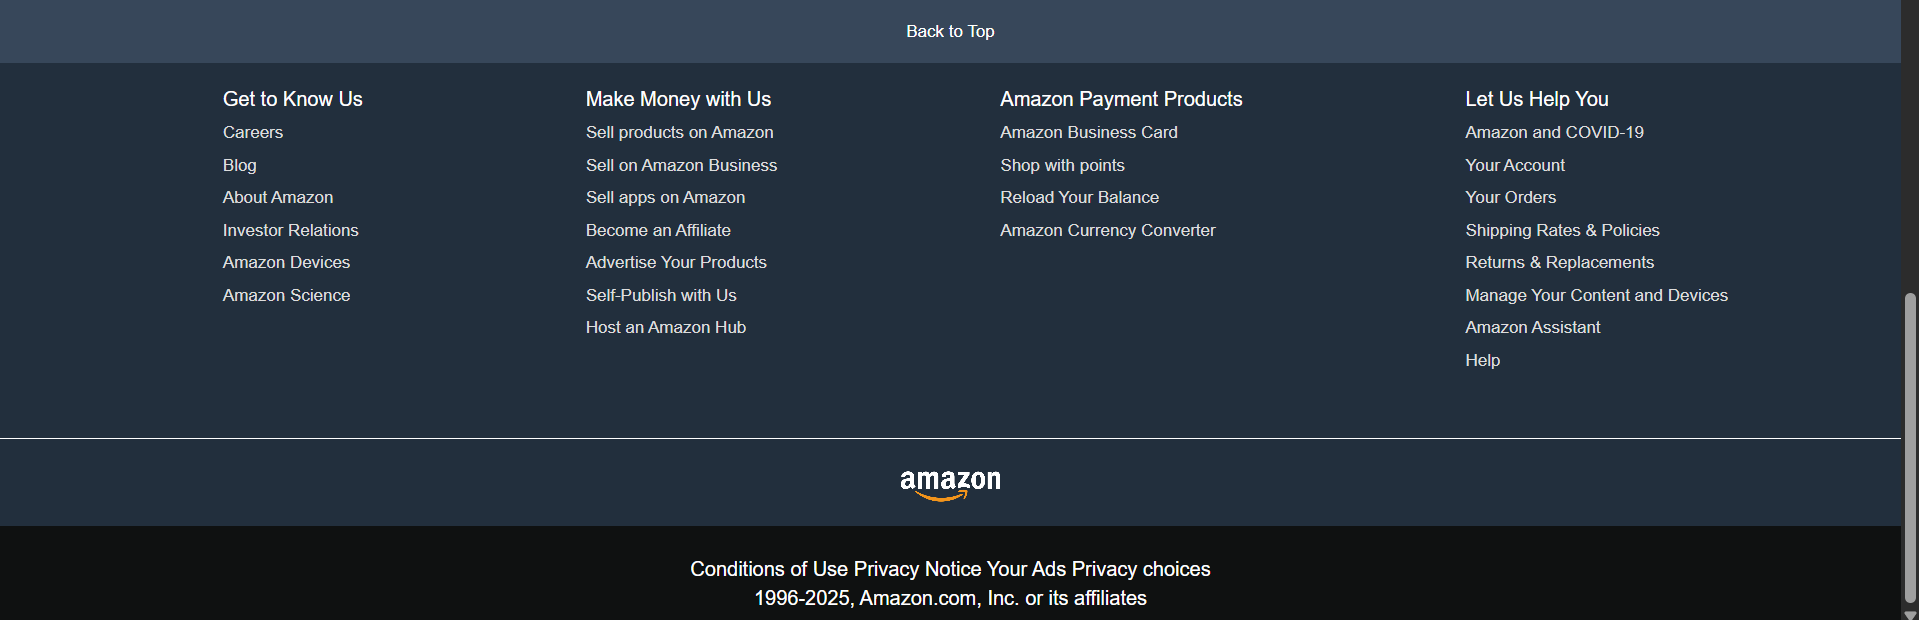 Back to Top
Get to Know Us
Careers
Blog
About Amazon
Investor Relations
Amazon Devices
Amazon Science
Make Money with Us
Sell products on Amazon
Sell on Amazon Business
Sell apps on Amazon
Become an Affiliate
Advertise Your Products
Self-Publish with Us
Host an Amazon Hub
Amazon Payment Products
Amazon Business Card
Shop with points
Reload Your Balance
Amazon Currency Converter
Let Us Help You
Amazon and COVID-19
Your Account
Your Orders
Shipping Rates & Policies
Returns & Replacements
Manage Your Content and Devices
Amazon Assistant
Help
amazon
Conditions of Use Privacy Notice Your Ads Privacy choices
1996-2025, Amazon.com, Inc. or its affiliates